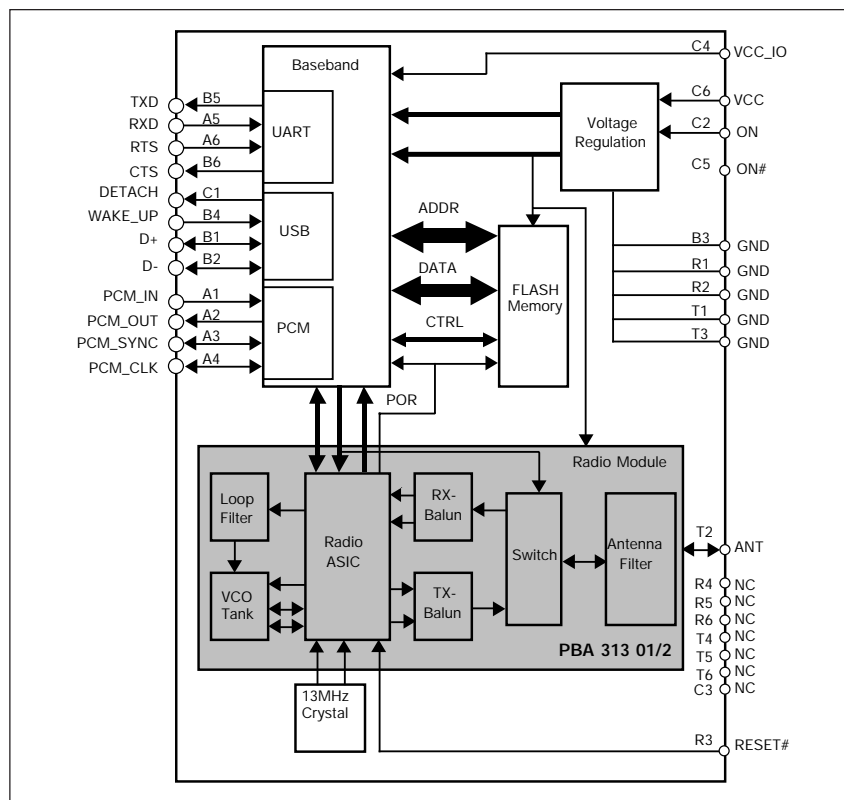 Baseband
C4 VCC_IO
TXD B5
RXD A5
RTS A6
CTS B6
UART
DETACH C1
WAKE_UP B4
D+ B1
D- B2
USB
PCM_IN A1
PCM_OUT A2
PCM_SYNC A3
PCM_CLK A4
PCM
Voltage
Regulation
C6 VCC
C2 ON
C5 ON#
B3 GND
R1 GND
R2 GND
T1 GND
T3 GND
ADDR
DATA
CTRL
POR
FLASH
Memory
Radio Module
Loop
Filter
VCO
Tank
Radio
ASIC
RX-
Balun
TX-
Balun
Switch
Antenna
Filter
PBA 313 01/2
T2 ANT
R4 NC
R5 NC
R6 NC
T4 NC
T5 NC
T6 NC
C3 NC
13MHz
Crystal
R3 RESET#